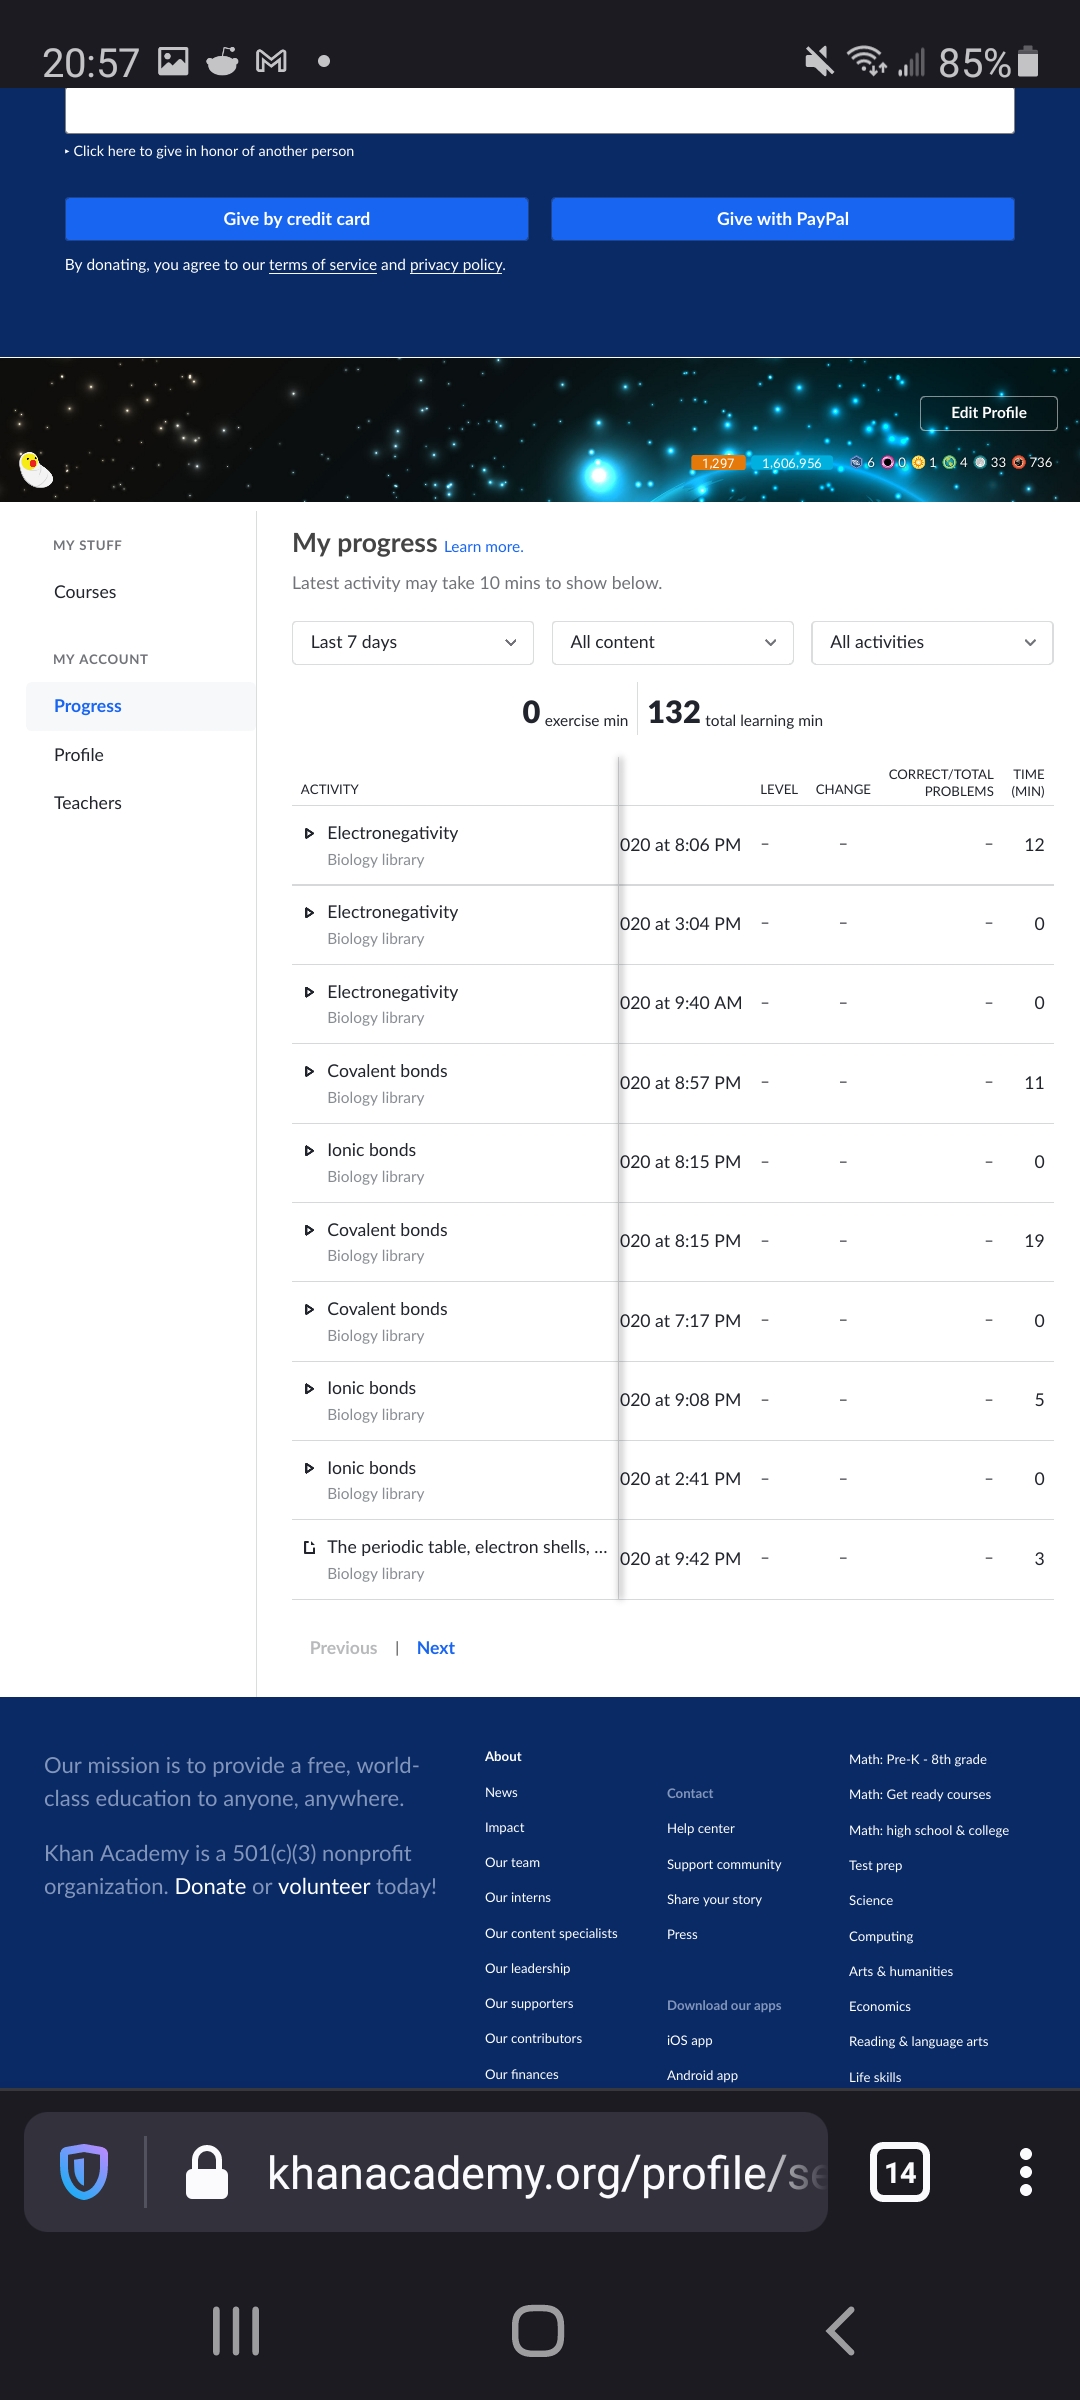 20:57
85%
Click here to give in honor of another person
Give by credit card
Give with PayPal
By donating, you agree to our terms of service and privacy policy.
Edit Profile
1,297 1,606,956 6 0 1 4 33 736
MY STUFF
Courses
MY ACCOUNT
Progress
Profile
Teachers
My progress Learn more.
Latest activity may take 10 mins to show below.
Last 7 days
All content
All activities
0 exercise min
132 total learning min
ACTIVITY LEVEL CHANGE CORRECT/TOTAL PROBLEMS TIME (MIN)
Electronegativity
Biology library
020 at 8:06 PM – – – 12
Electronegativity
Biology library
020 at 3:04 PM – – – 0
Electronegativity
Biology library
020 at 9:40 AM – – – 0
Covalent bonds
Biology library
020 at 8:57 PM – – – 11
Ionic bonds
Biology library
020 at 8:15 PM – – – 0
Covalent bonds
Biology library
020 at 8:15 PM – – – 19
Covalent bonds
Biology library
020 at 7:17 PM – – – 0
Ionic bonds
Biology library
020 at 9:08 PM – – – 5
Ionic bonds
Biology library
020 at 2:41 PM – – – 0
The periodic table, electron shells, ...
Biology library
020 at 9:42 PM – – – 3
Previous | Next
Our mission is to provide a free, world-
class education to anyone, anywhere.
Khan Academy is a 501(c)(3) nonprofit
organization. Donate or volunteer today!
About
News
Impact
Our team
Our interns
Our content specialists
Our leadership
Our supporters
Our contributors
Our finances
Contact
Help center
Support community
Share your story
Press
Download our apps
iOS app
Android app
Math: Pre-K - 8th grade
Math: Get ready courses
Math: high school & college
Test prep
Science
Computing
Arts & humanities
Economics
Reading & language arts
Life skills
khanacademy.org/profile/se
14